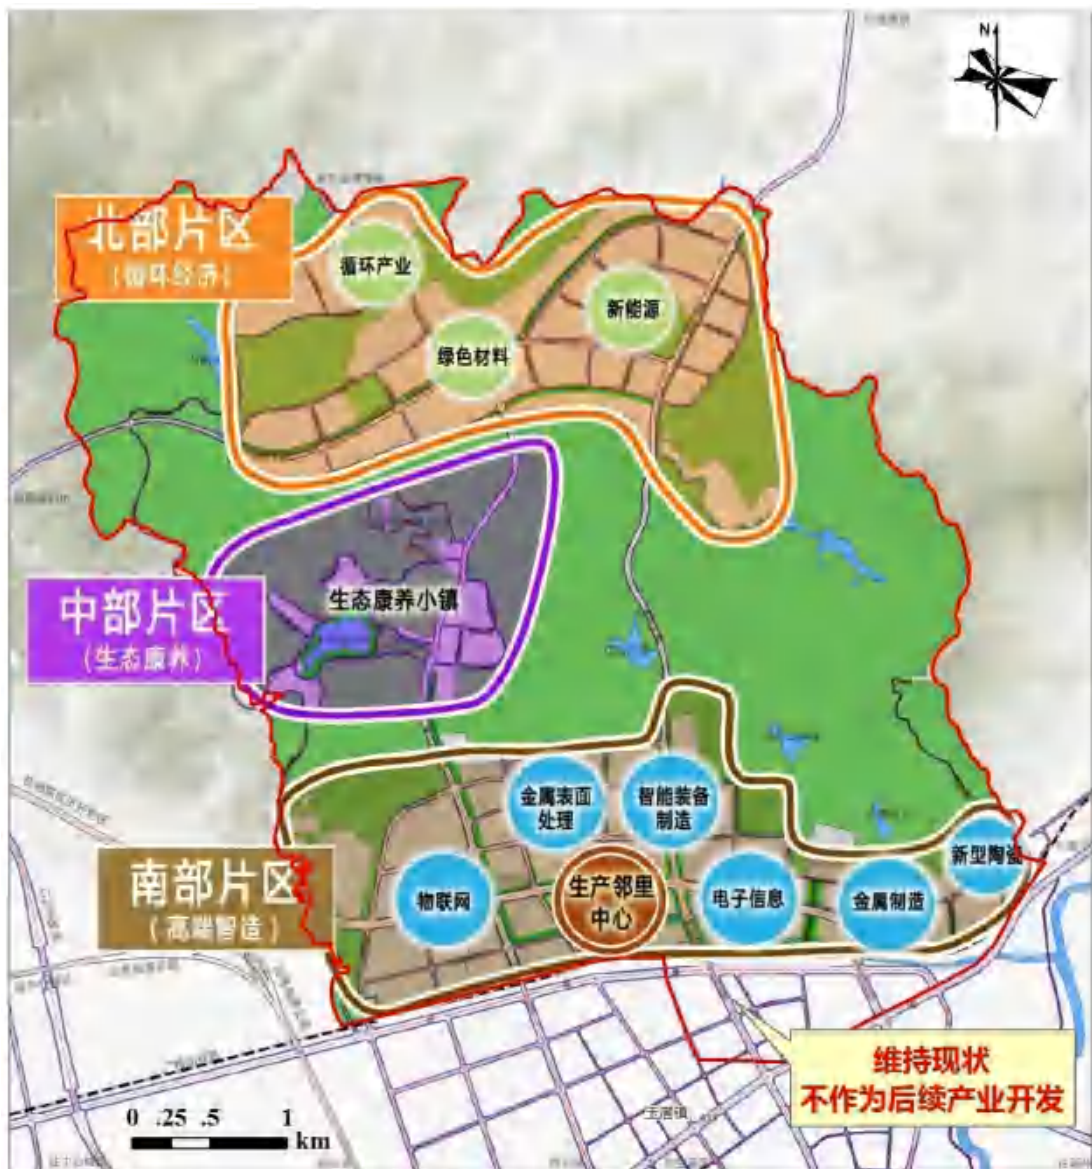 N
北部片区
（循环经济）
循环产业
新能源
绿色材料
中部片区
（生态康养）
生态康养小镇
金属表面
处理
智能装备
制造
新型陶瓷
南部片区
（高端智造）
物联网
生产邻里
中心
电子信息
金属制造
维持现状
不作为后续产业开发
0 .25 .5 1
km